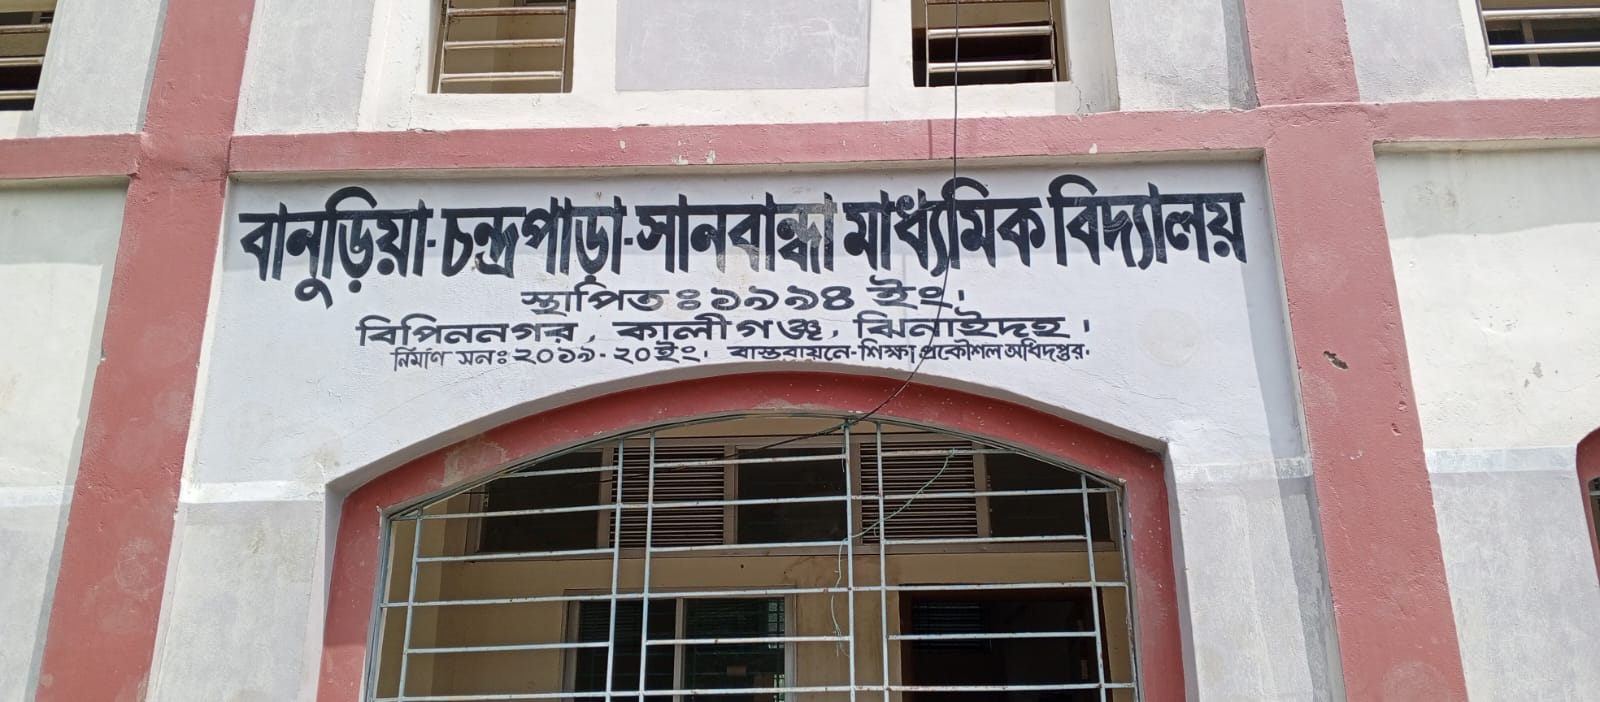 বানুড়িয়া-চন্দ্রপাড়া-সানবান্ধা মাধ্যমিক বিদ্যালয়
স্থাপিতঃ ১৯৯৪ ইং।
বিপিননগর, কালীগঞ্জ, ঝিনাইদহ।
নির্মাণ সনঃ ২০১৯-২০ইং। বাস্তবায়নে-শিক্ষা প্রকৌশল অধিদপ্তর।